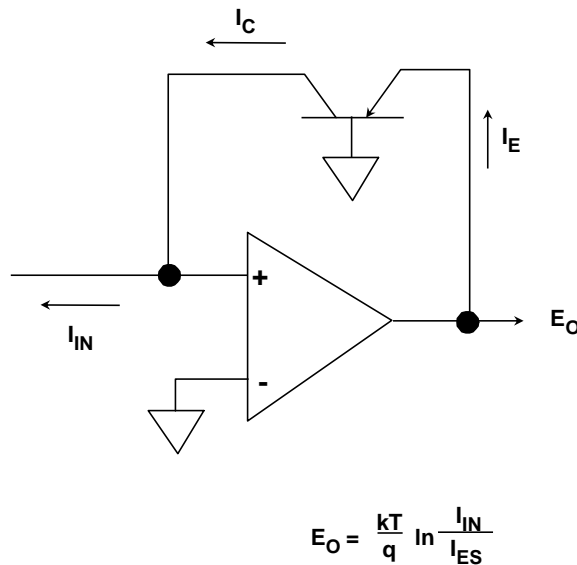 I_C
I_E
+
I_IN
E_O
-
E_O = kT/q ln I_IN/I_ES